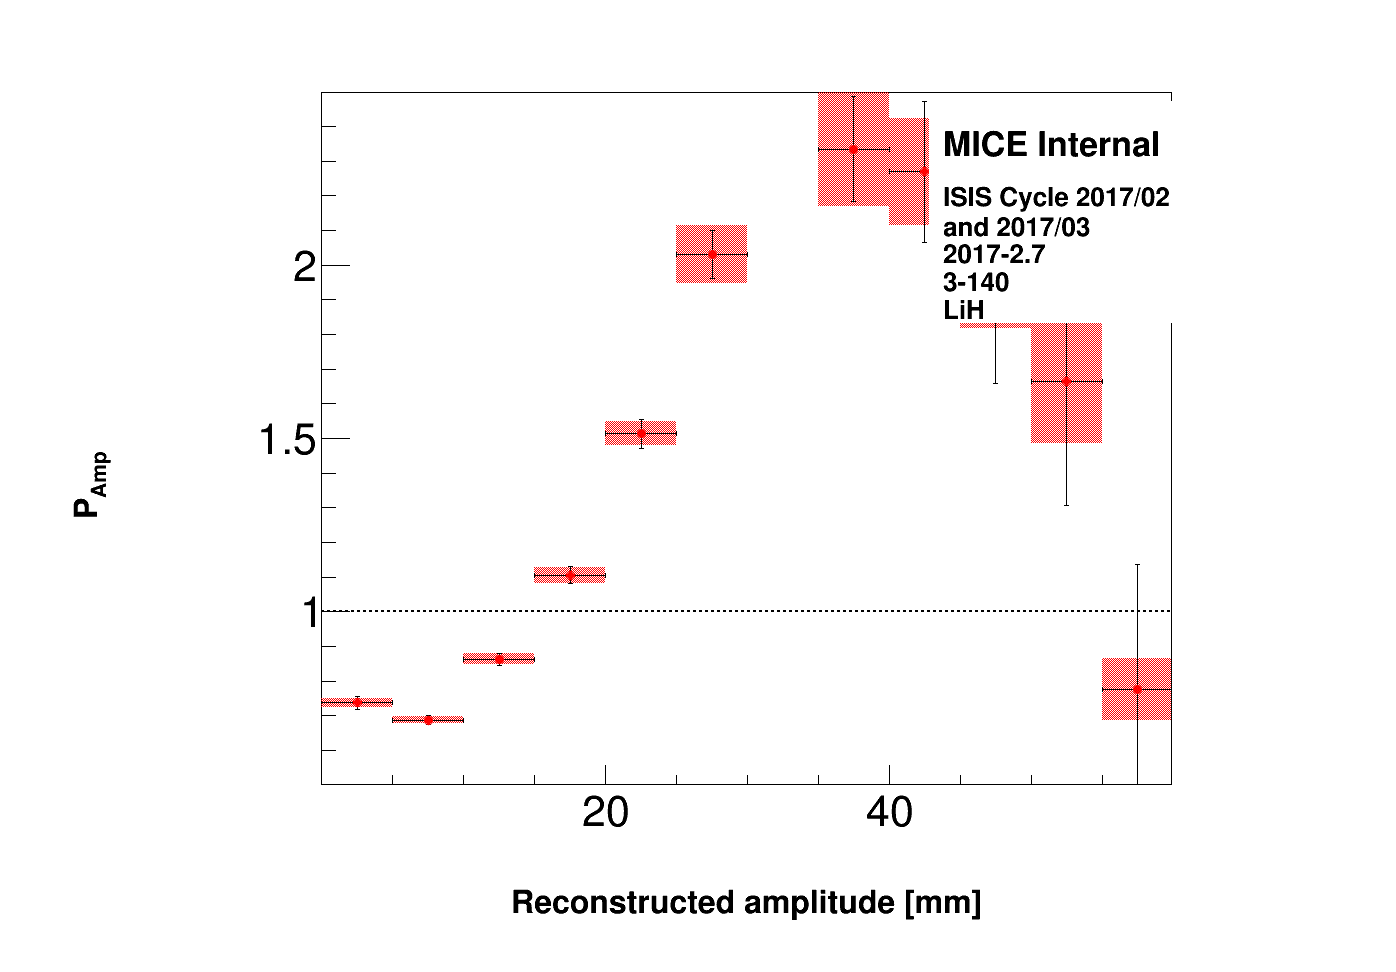 MICE Internal
ISIS Cycle 2017/02
and 2017/03
2017-2.7
3-140
LiH
2
1.5
1
P_Amp
20
40
Reconstructed amplitude [mm]